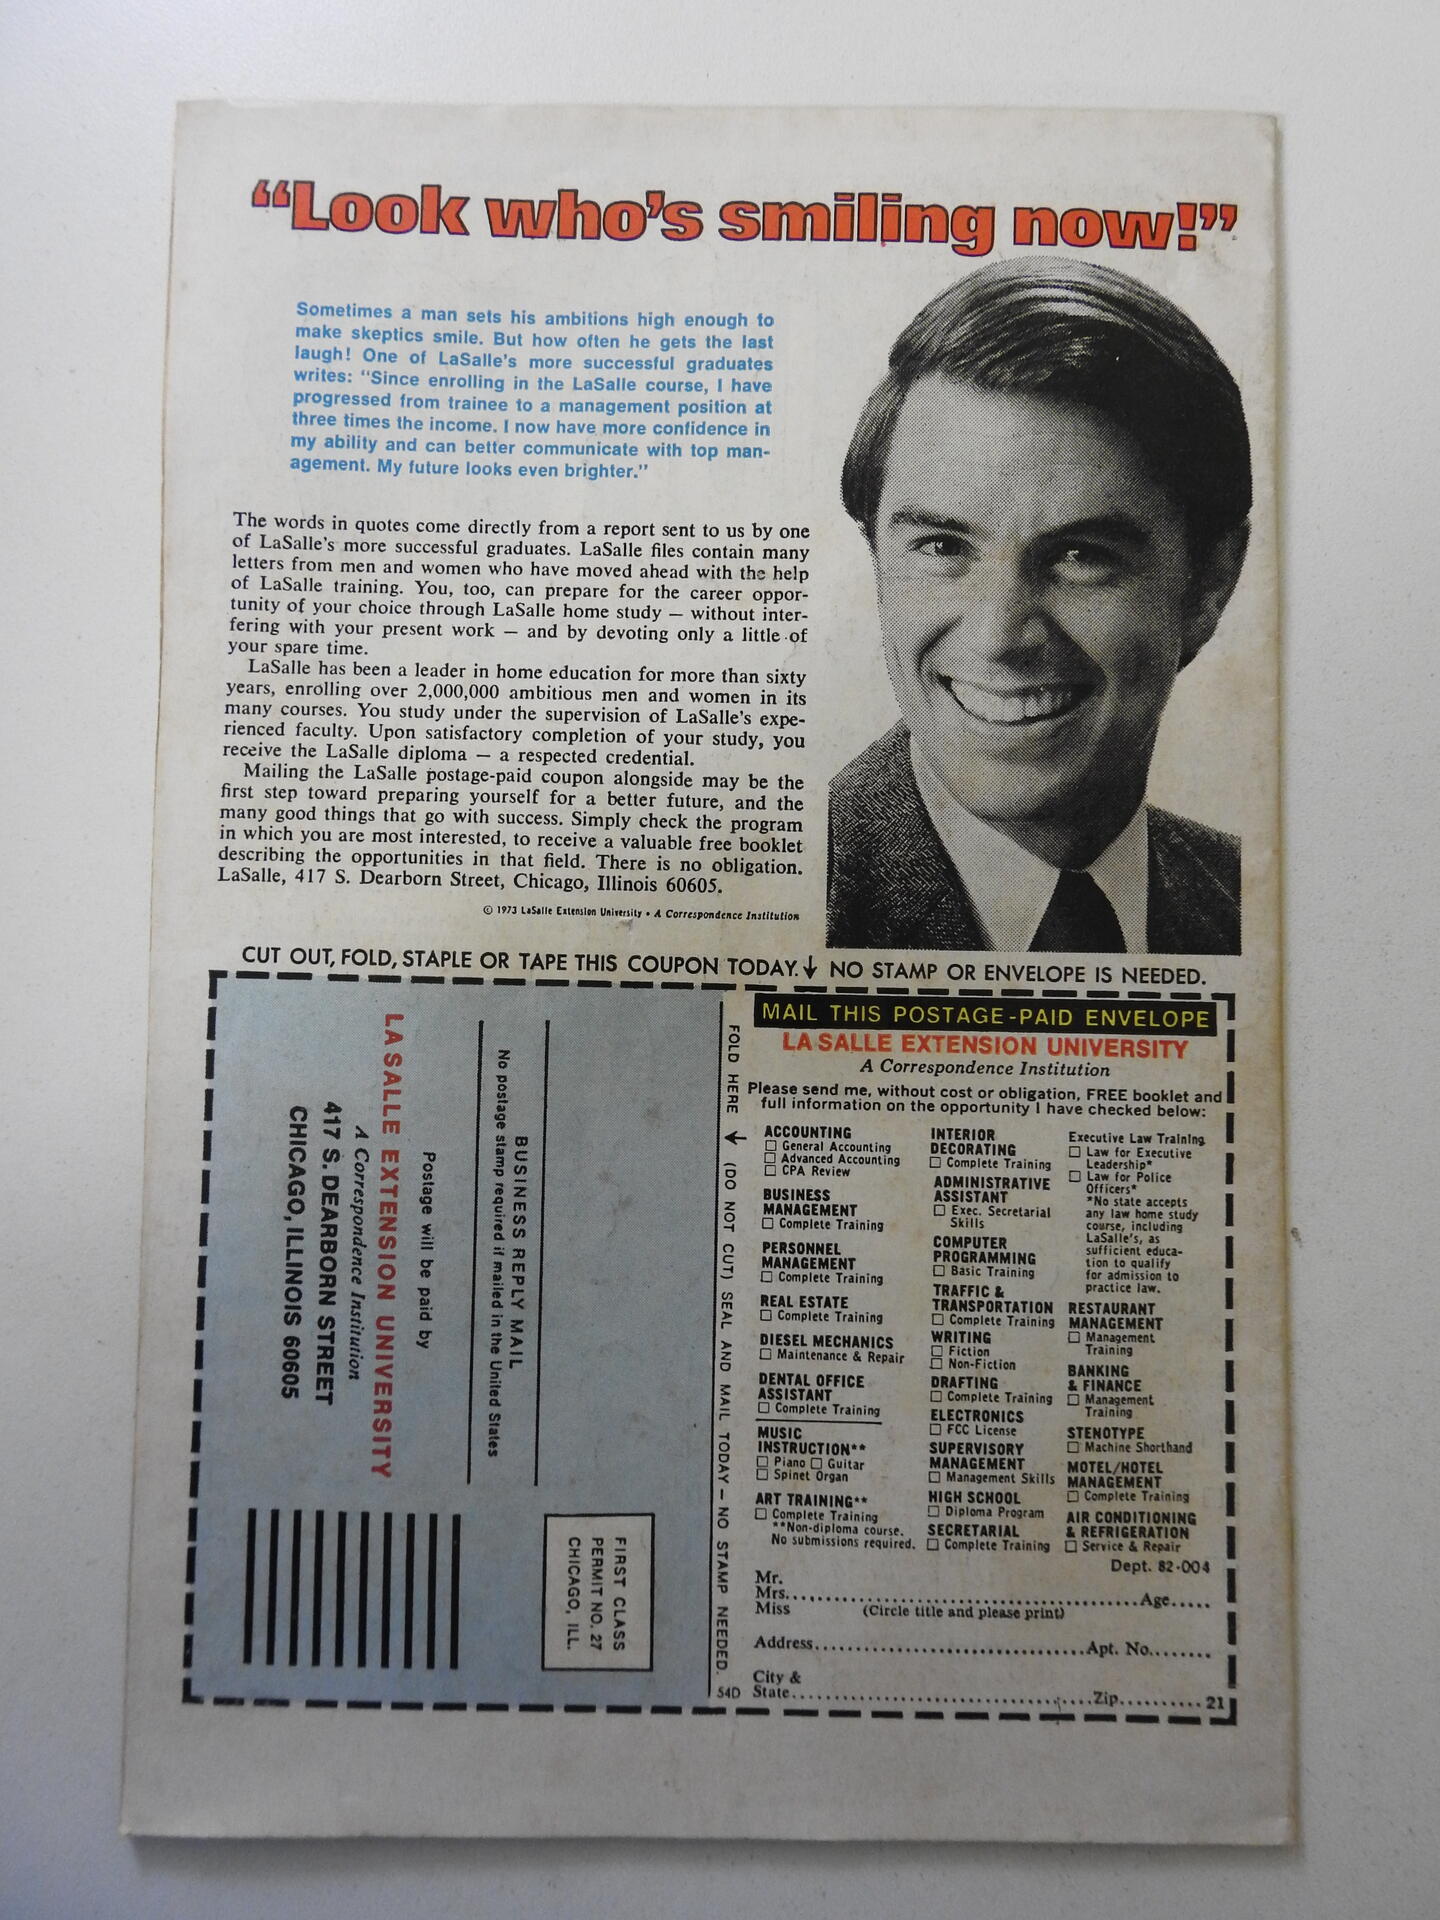 “Look who’s smiling now!”
Sometimes a man sets his ambitions high enough to
make skeptics smile. But how often he gets the last
laugh! One of LaSalle's more successful graduates
writes: “Since enrolling in the LaSalle course, I have
progressed from trainee to a management position at
three times the income. I now have more confidence in
my ability and can better communicate with top man-
agement. My future looks even brighter.”
The words in quotes come directly from a report sent to us by one
of LaSalle's more successful graduates. LaSalle files contain many
letters from men and women who have moved ahead with the help
of LaSalle training. You, too, can prepare for the career oppor-
tunity of your choice through LaSalle home study — without inter-
fering with your present work — and by devoting only a little of
your spare time.
LaSalle has been a leader in home education for more than sixty
years, enrolling over 2,000,000 ambitious men and women in its
many courses. You study under the supervision of LaSalle's expe-
rienced faculty. Upon satisfactory completion of your study, you
receive the LaSalle diploma — a respected credential.
Mailing the LaSalle postage-paid coupon alongside may be the
first step toward preparing yourself for a better future, and the
many good things that go with success. Simply check the program
in which you are most interested, to receive a valuable free booklet
describing the opportunities in that field. There is no obligation.
LaSalle, 417 S. Dearborn Street, Chicago, Illinois 60605.
© 1973 LaSalle Extension University • A Correspondence Institution
CUT OUT, FOLD, STAPLE OR TAPE THIS COUPON TODAY.↓ NO STAMP OR ENVELOPE IS NEEDED.
FIRST CLASS
PERMIT NO. 27
CHICAGO, ILL.
BUSINESS REPLY MAIL
No postage stamp required if mailed in the United States
Postage will be paid by
LA SALLE EXTENSION UNIVERSITY
A Correspondence Institution
417 S. DEARBORN STREET
CHICAGO, ILLINOIS 60605
FOLD HERE ↓ (DO NOT CUT) SEAL AND MAIL TODAY — NO STAMP NEEDED.
54D
MAIL THIS POSTAGE-PAID ENVELOPE
LA SALLE EXTENSION UNIVERSITY
A Correspondence Institution
Please send me, without cost or obligation, FREE booklet and
full information on the opportunity I have checked below:
ACCOUNTING
☐ General Accounting
☐ Advanced Accounting
☐ CPA Review
BUSINESS
MANAGEMENT
☐ Complete Training
PERSONNEL
MANAGEMENT
☐ Complete Training
REAL ESTATE
☐ Complete Training
DIESEL MECHANICS
☐ Maintenance & Repair
DENTAL OFFICE
ASSISTANT
☐ Complete Training
MUSIC
INSTRUCTION**
☐ Piano ☐ Guitar
☐ Spinet Organ
ART TRAINING**
☐ Complete Training
**Non-diploma course.
No submissions required.
INTERIOR
DECORATING
☐ Complete Training
ADMINISTRATIVE
ASSISTANT
☐ Exec. Secretarial
Skills
COMPUTER
PROGRAMMING
☐ Basic Training
TRAFFIC &
TRANSPORTATION
☐ Complete Training
WRITING
☐ Fiction
☐ Non-Fiction
DRAFTING
☐ Complete Training
ELECTRONICS
☐ FCC License
SUPERVISORY
MANAGEMENT
☐ Management Skills
HIGH SCHOOL
☐ Diploma Program
SECRETARIAL
☐ Complete Training
Executive Law Training
☐ Law for Executive
Leadership*
☐ Law for Police
Officers*
*No state accepts
any law home study
course, including
LaSalle's, as
sufficient educa-
tion to qualify
for admission to
practice law.
RESTAURANT
MANAGEMENT
☐ Management
Training
BANKING
& FINANCE
☐ Management
Training
STENOTYPE
☐ Machine Shorthand
MOTEL/HOTEL
MANAGEMENT
☐ Complete Training
AIR CONDITIONING
& REFRIGERATION
☐ Service & Repair
Dept. 82-004
Mr.
Mrs.......................................Age.....
Miss (Circle title and please print)
Address.......................................Apt. No........
City &
State.......................................Zip..........21